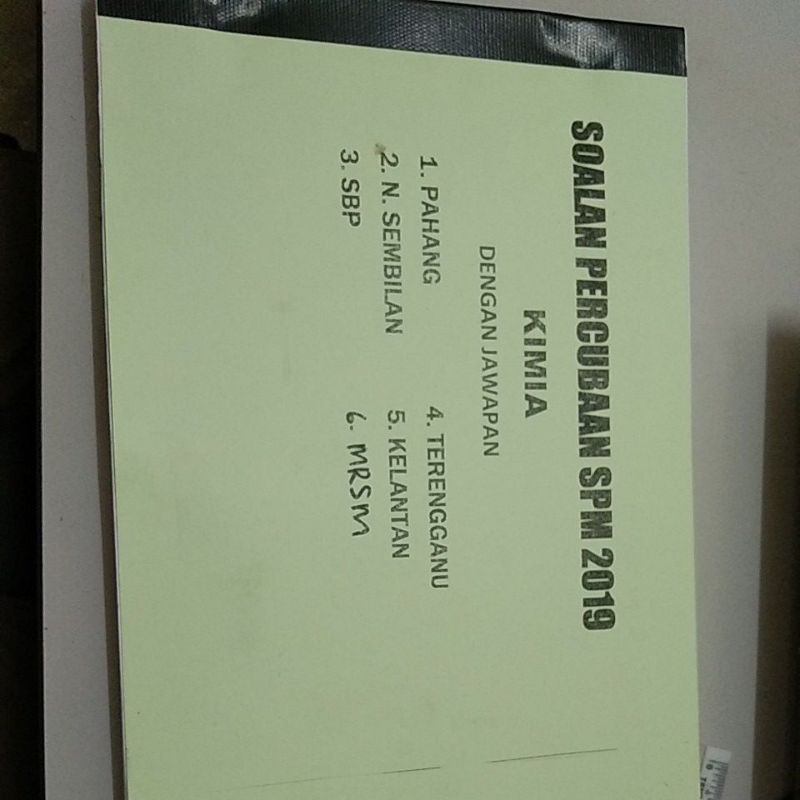 SOALAN PERCUBAAN SPM 2019
KIMIA
DENGAN JAWAPAN
1. PAHANG
2. N. SEMBILAN
3. SBP
4. TERENGGANU
5. KELANTAN
6. MRSM